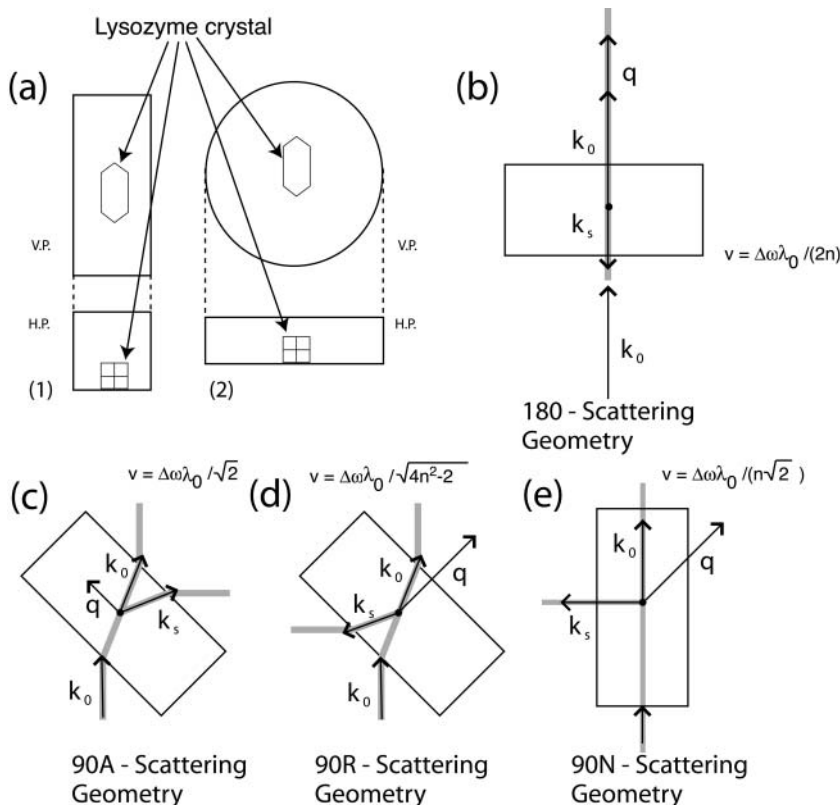 Lysozyme crystal
(a)
V.P.
V.P.
H.P.
H.P.
(1)
(2)
(b)
q
k₀
kₛ
v = Δωλ₀/(2n)
k₀
180 - Scattering
Geometry
(c)
v = Δωλ₀/√2
k₀
q
kₛ
k₀
90A - Scattering
Geometry
(d)
v = Δωλ₀/√4n²-2
k₀
q
kₛ
k₀
90R - Scattering
Geometry
(e)
v = Δωλ₀/(n√2 )
k₀
q
kₛ
90N - Scattering
Geometry